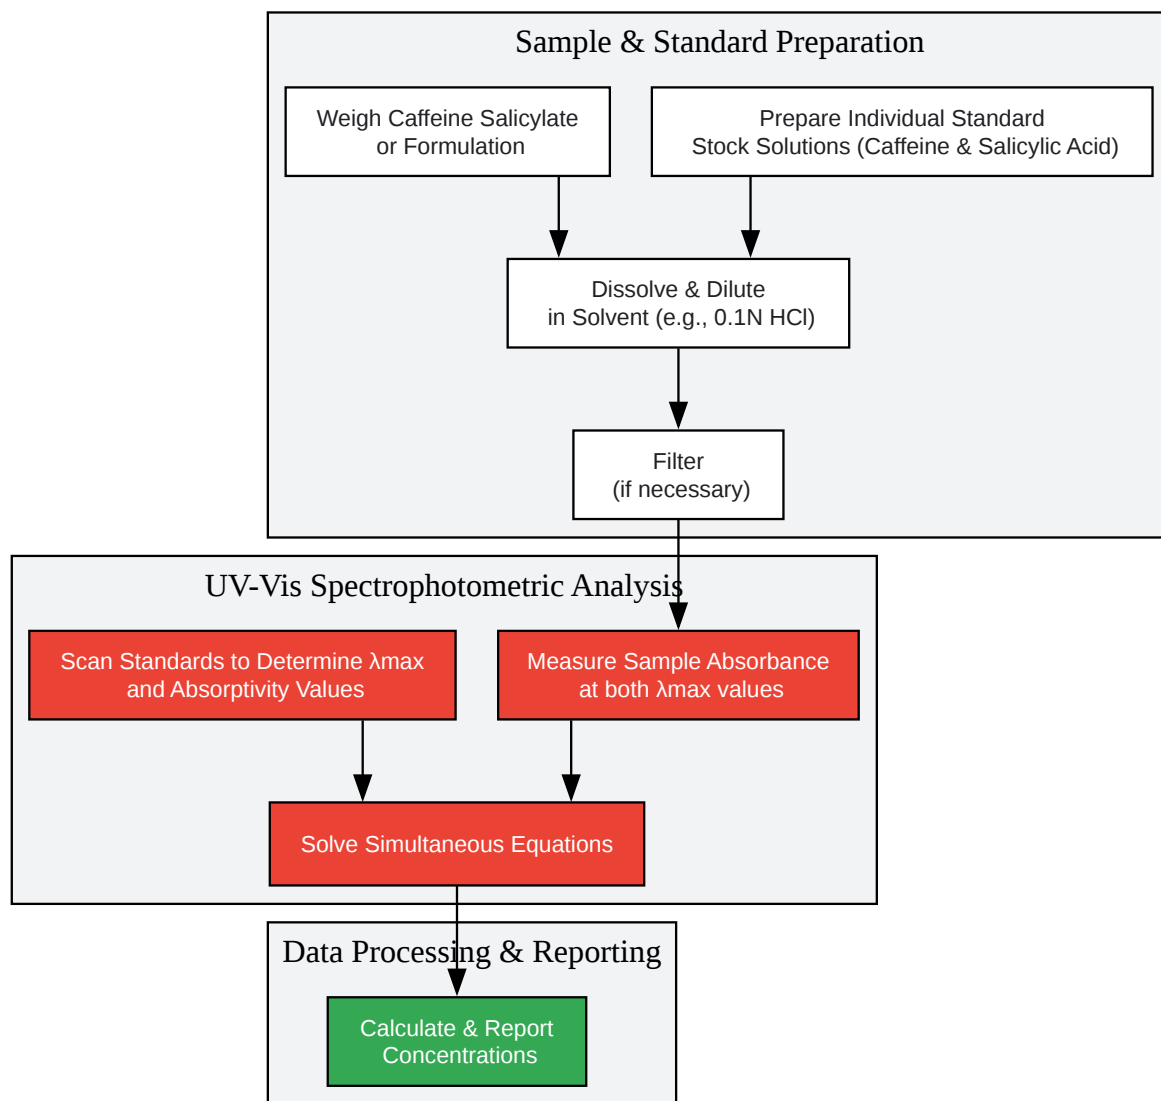 Sample & Standard Preparation
Weigh Caffeine Salicylate
or Formulation
Prepare Individual Standard
Stock Solutions (Caffeine & Salicylic Acid)
Dissolve & Dilute
in Solvent (e.g., 0.1N HCl)
Filter
(if necessary)
UV-Vis Spectrophotometric Analysis
Scan Standards to Determine λmax
and Absorptivity Values
Measure Sample Absorbance
at both λmax values
Solve Simultaneous Equations
Data Processing & Reporting
Calculate & Report
Concentrations